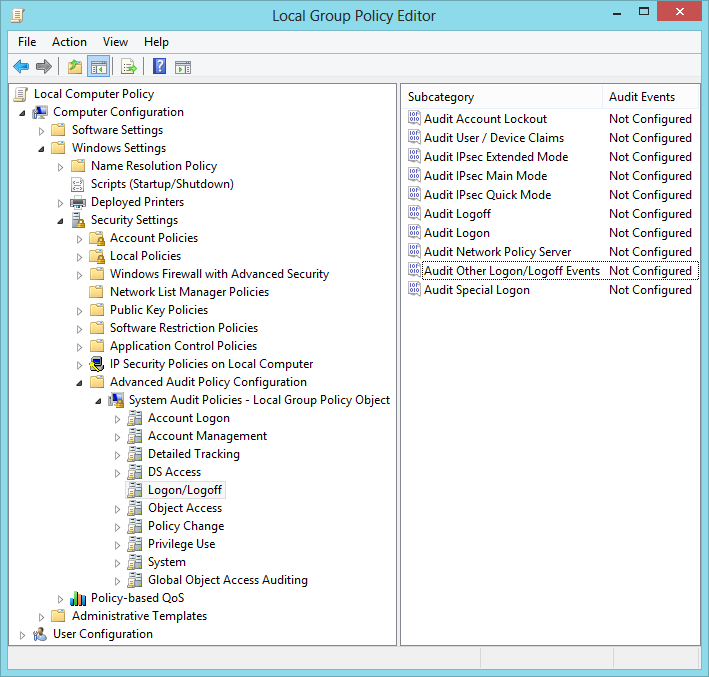 Local Group Policy Editor
File Action View Help
Local Computer Policy
Computer Configuration
Software Settings
Windows Settings
Name Resolution Policy
Scripts (Startup/Shutdown)
Deployed Printers
Security Settings
Account Policies
Local Policies
Windows Firewall with Advanced Security
Network List Manager Policies
Public Key Policies
Software Restriction Policies
Application Control Policies
IP Security Policies on Local Computer
Advanced Audit Policy Configuration
System Audit Policies - Local Group Policy Object
Account Logon
Account Management
Detailed Tracking
DS Access
Logon/Logoff
Object Access
Policy Change
Privilege Use
System
Global Object Access Auditing
Policy-based QoS
Administrative Templates
User Configuration
Subcategory Audit Events
Audit Account Lockout Not Configured
Audit User / Device Claims Not Configured
Audit IPsec Extended Mode Not Configured
Audit IPsec Main Mode Not Configured
Audit IPsec Quick Mode Not Configured
Audit Logoff Not Configured
Audit Logon Not Configured
Audit Network Policy Server Not Configured
Audit Other Logon/Logoff Events Not Configured
Audit Special Logon Not Configured